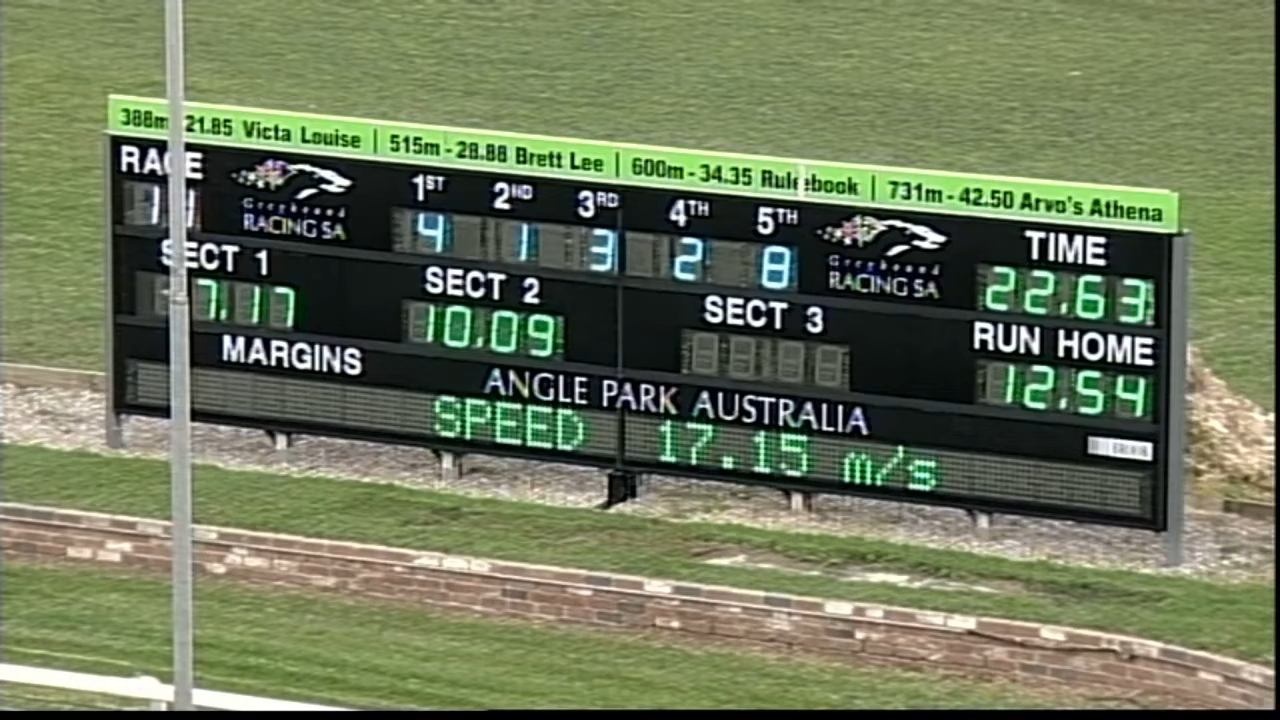 388m - 21.85 Victa Louise | 515m - 28.88 Brett Lee | 600m - 34.35 Rulebook | 731m - 42.50 Arvo's Athena
RACE 1ST 2ND 3RD 4TH 5TH TIME
11 Greyhound RACING SA 4 1 3 2 8 Greyhound RACING SA 22.63
SECT 1 SECT 2 SECT 3 RUN HOME
7.17 10.09 12.54
MARGINS ANGLE PARK AUSTRALIA
SPEED 17.15 m/s